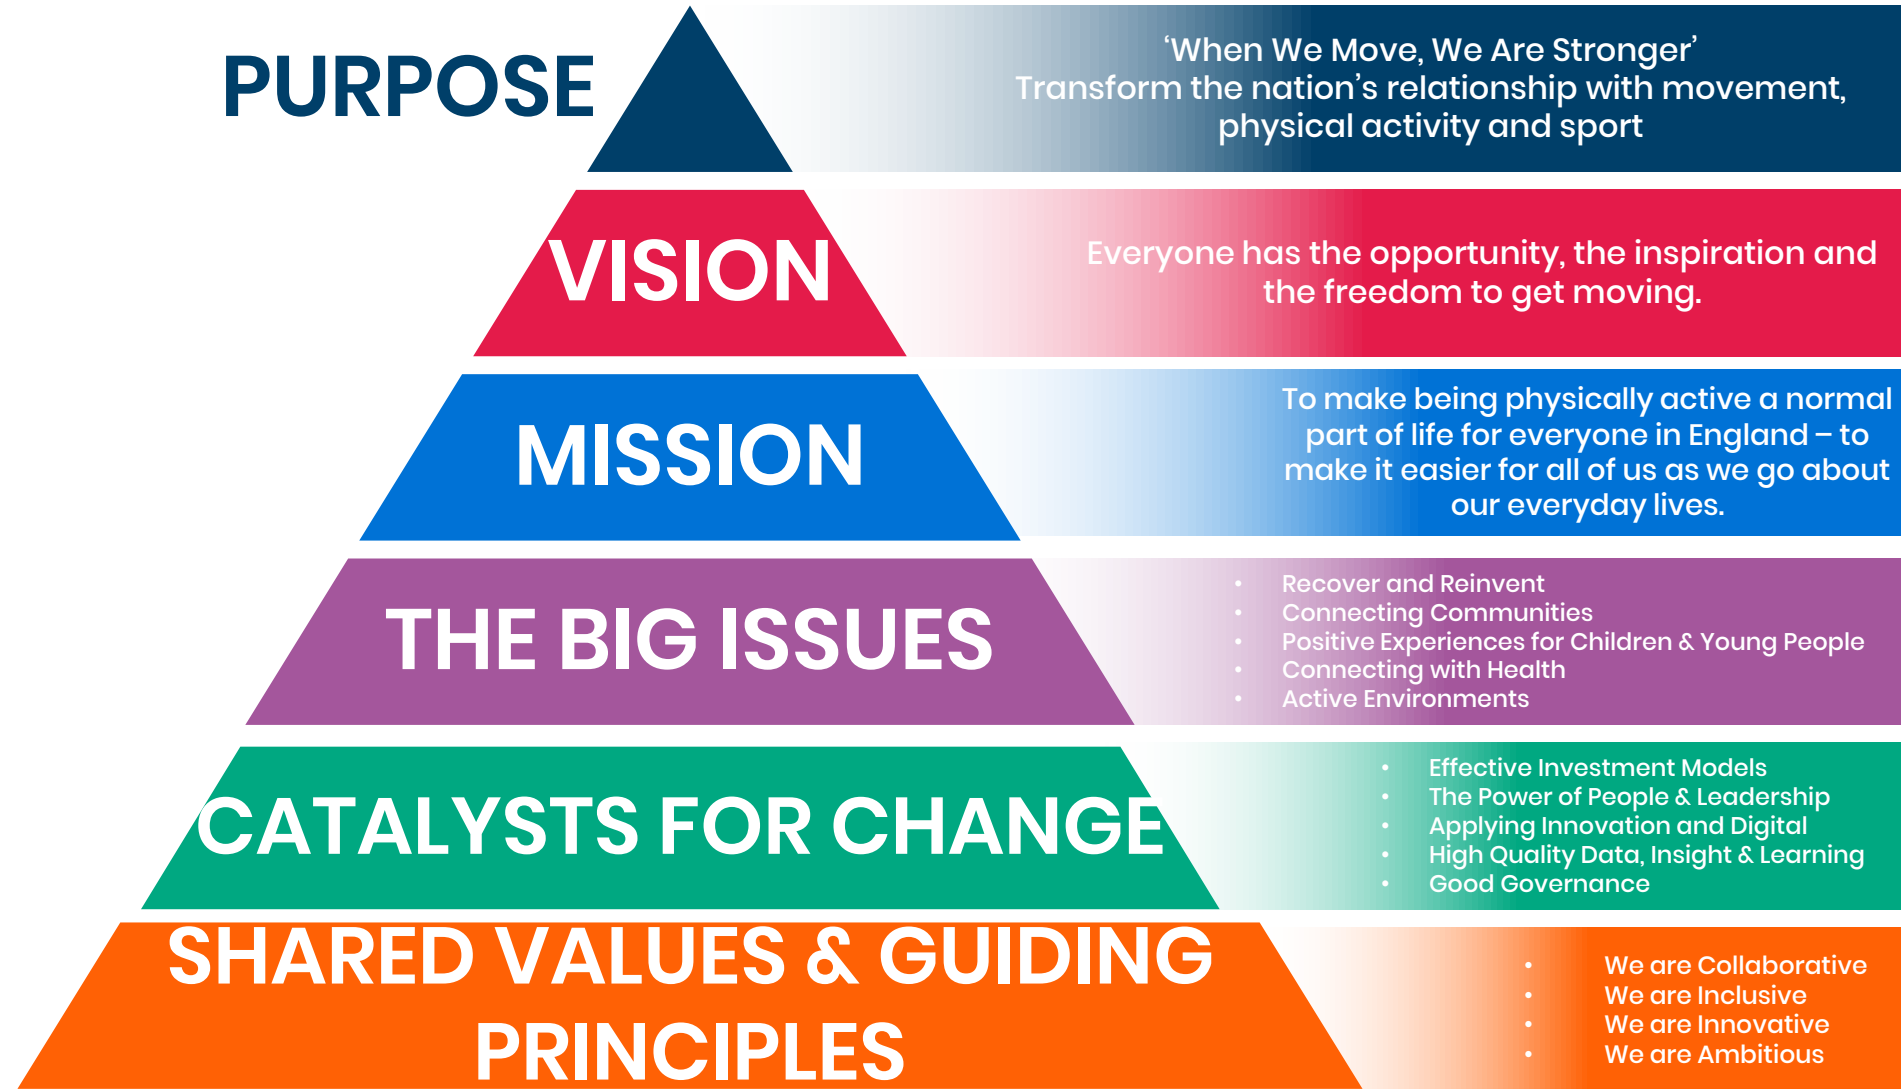 PURPOSE
‘When We Move, We Are Stronger’
Transform the nation’s relationship with movement,
physical activity and sport
VISION
Everyone has the opportunity, the inspiration and
the freedom to get moving.
MISSION
To make being physically active a normal
part of life for everyone in England – to
make it easier for all of us as we go about
our everyday lives.
THE BIG ISSUES
• Recover and Reinvent
• Connecting Communities
• Positive Experiences for Children & Young People
• Connecting with Health
• Active Environments
CATALYSTS FOR CHANGE
• Effective Investment Models
• The Power of People & Leadership
• Applying Innovation and Digital
• High Quality Data, Insight & Learning
• Good Governance
SHARED VALUES & GUIDING
PRINCIPLES
• We are Collaborative
• We are Inclusive
• We are Innovative
• We are Ambitious